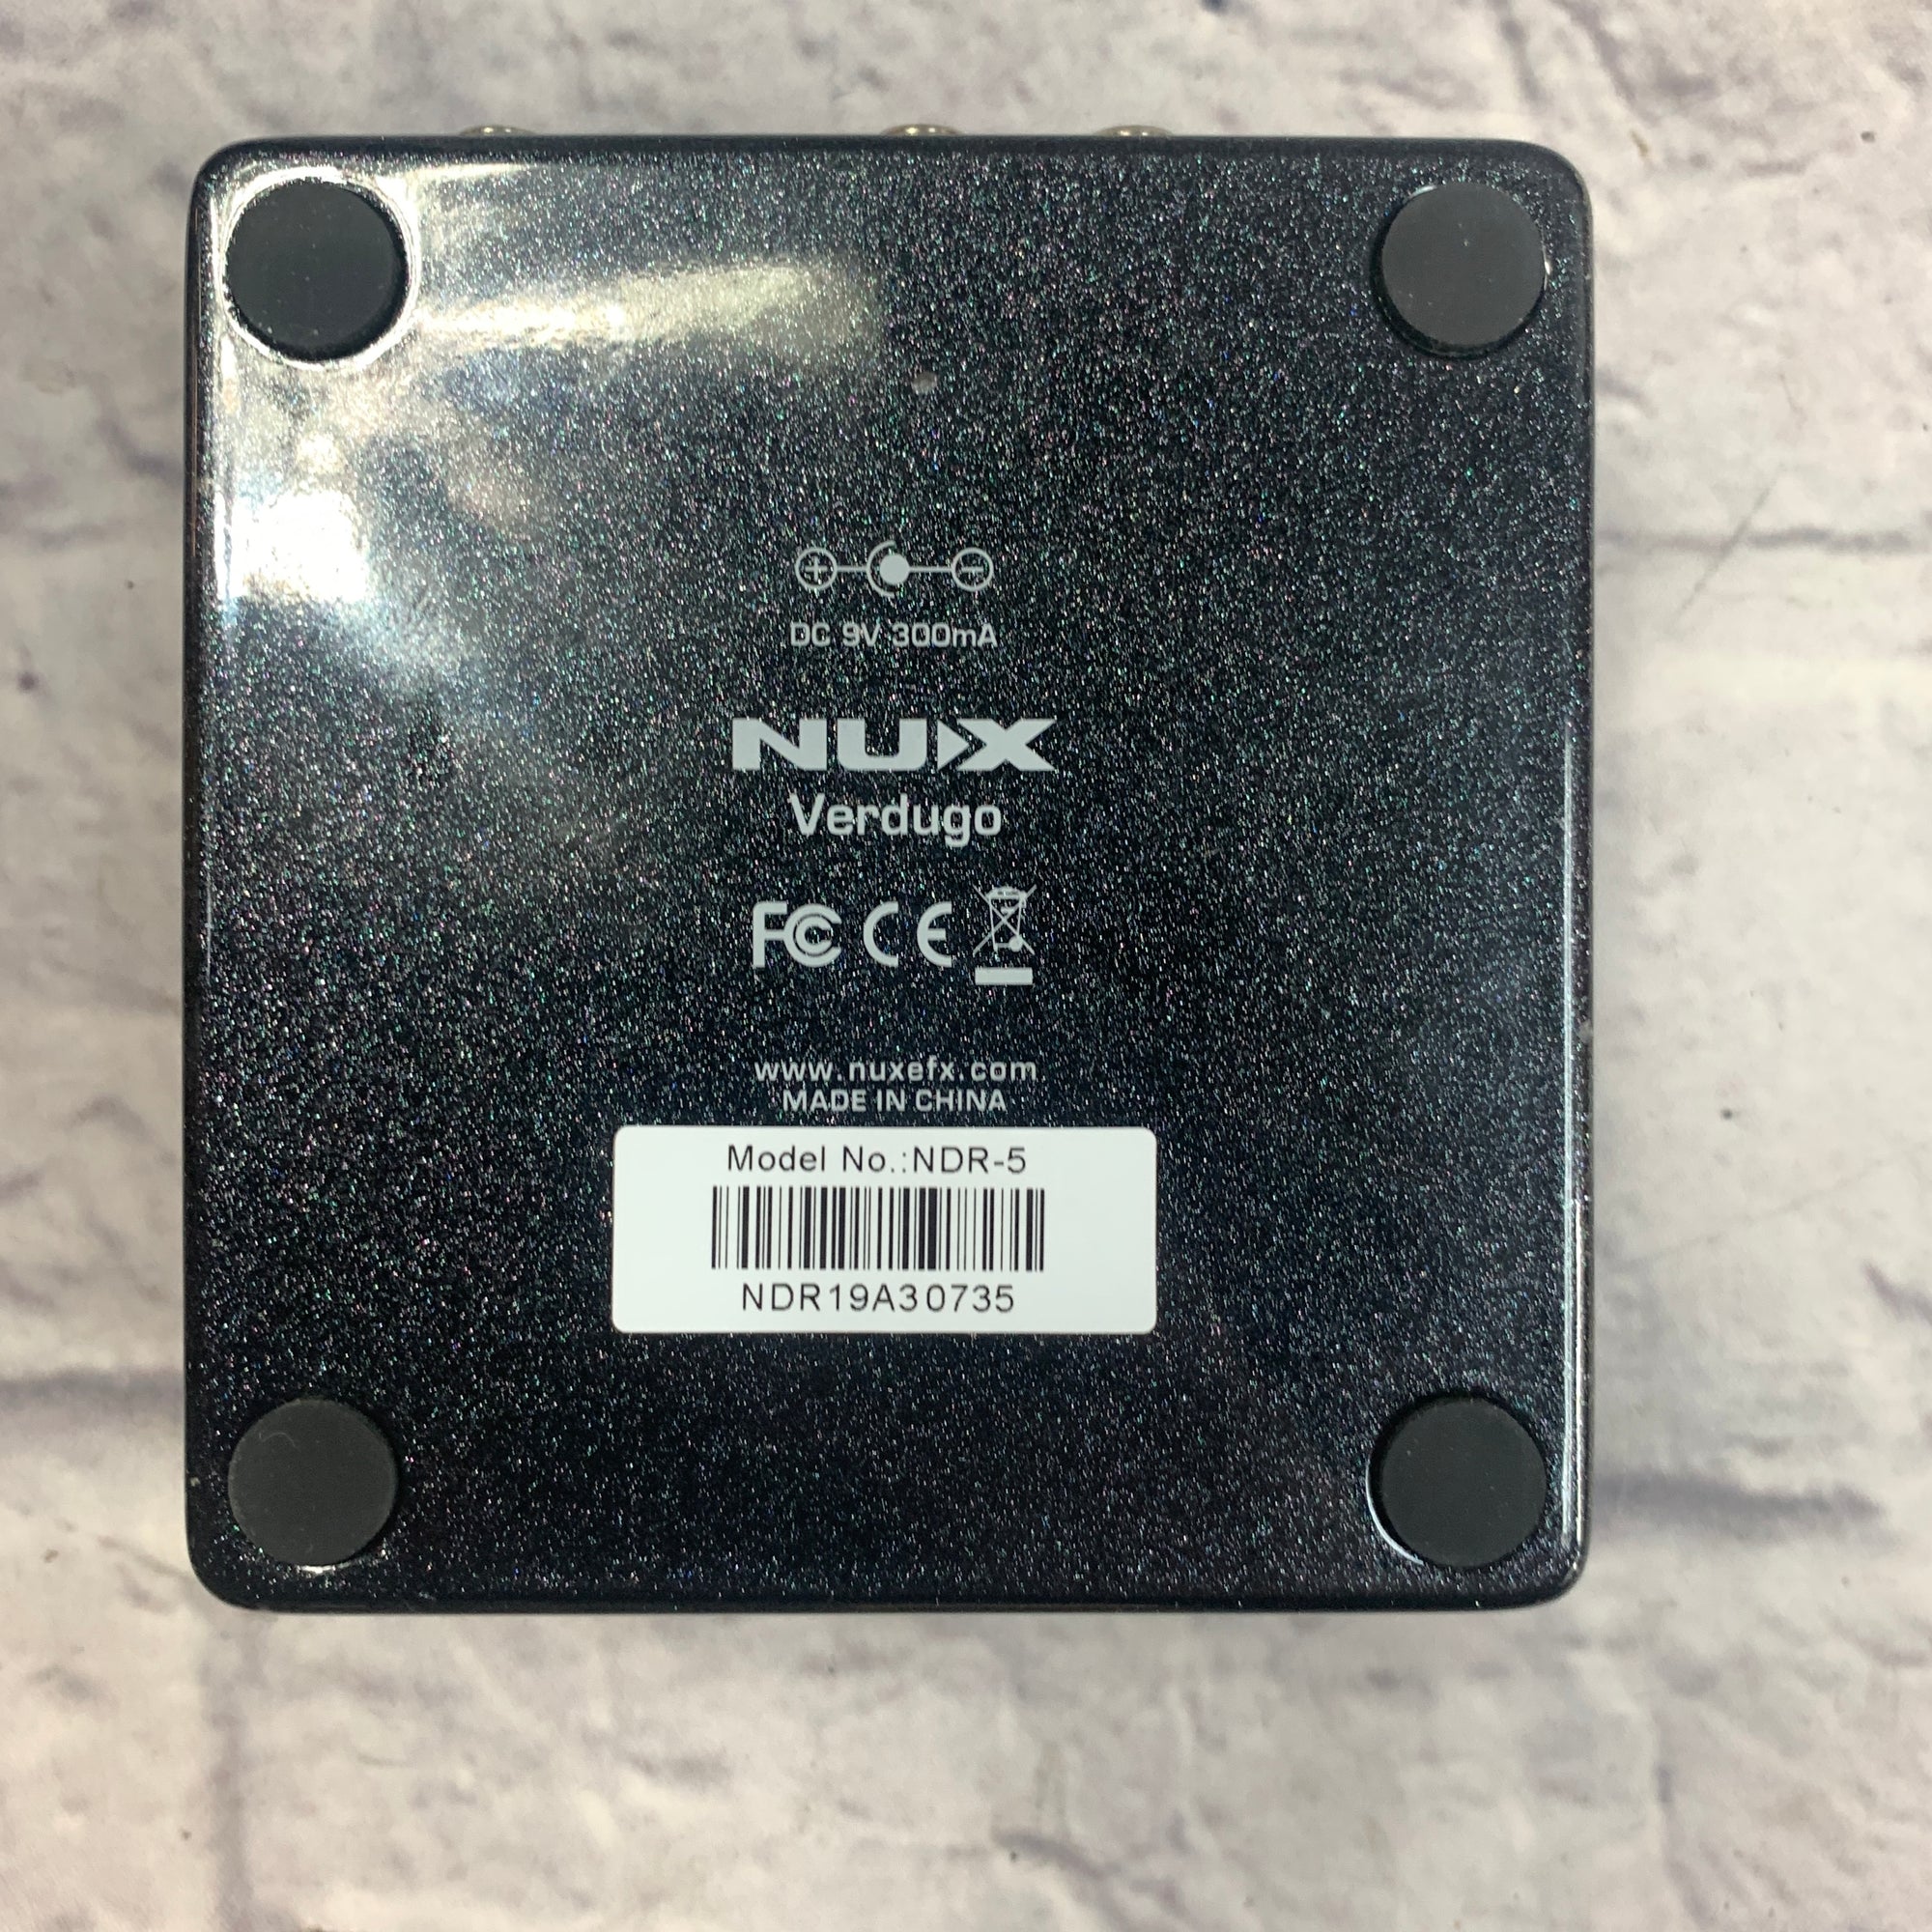 DC 9V 300mA
NUX
Verdugo
FC CE
www.nuxefx.com
MADE IN CHINA
Model No.:NDR-5
NDR19A30735